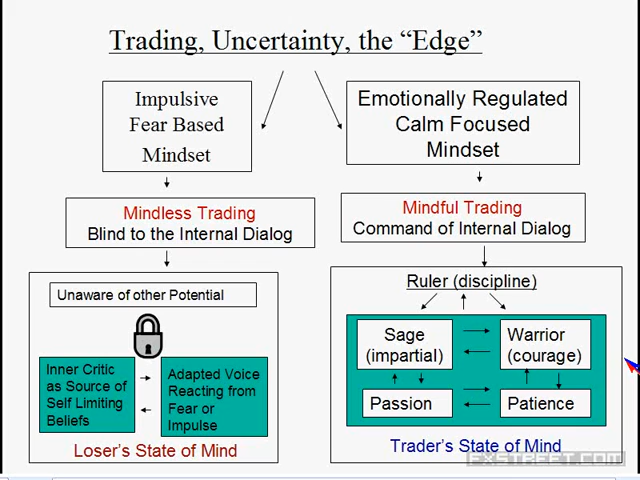 Trading, Uncertainty, the “Edge”
Impulsive
Fear Based
Mindset
Emotionally Regulated
Calm Focused
Mindset
Mindless Trading
Blind to the Internal Dialog
Mindful Trading
Command of Internal Dialog
Unaware of other Potential
Inner Critic
as Source of
Self Limiting
Beliefs
Adapted Voice
Reacting from
Fear or
Impulse
Loser's State of Mind
Ruler (discipline)
Sage
(impartial)
Warrior
(courage)
Passion
Patience
Trader's State of Mind
FXSTREET.COM